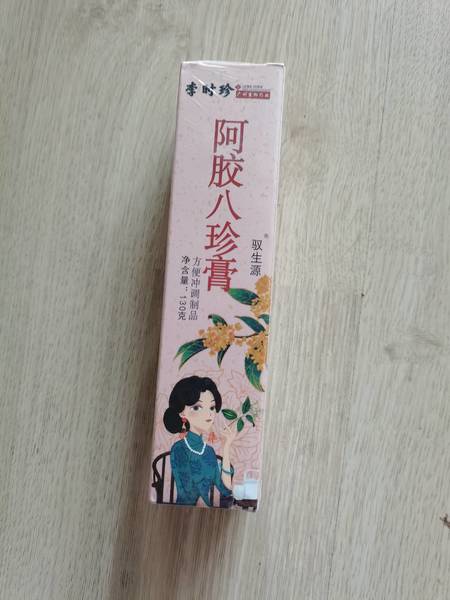 李时珍
阿胶八珍膏
驭生源
®
方便冲调制品
净含量：130克